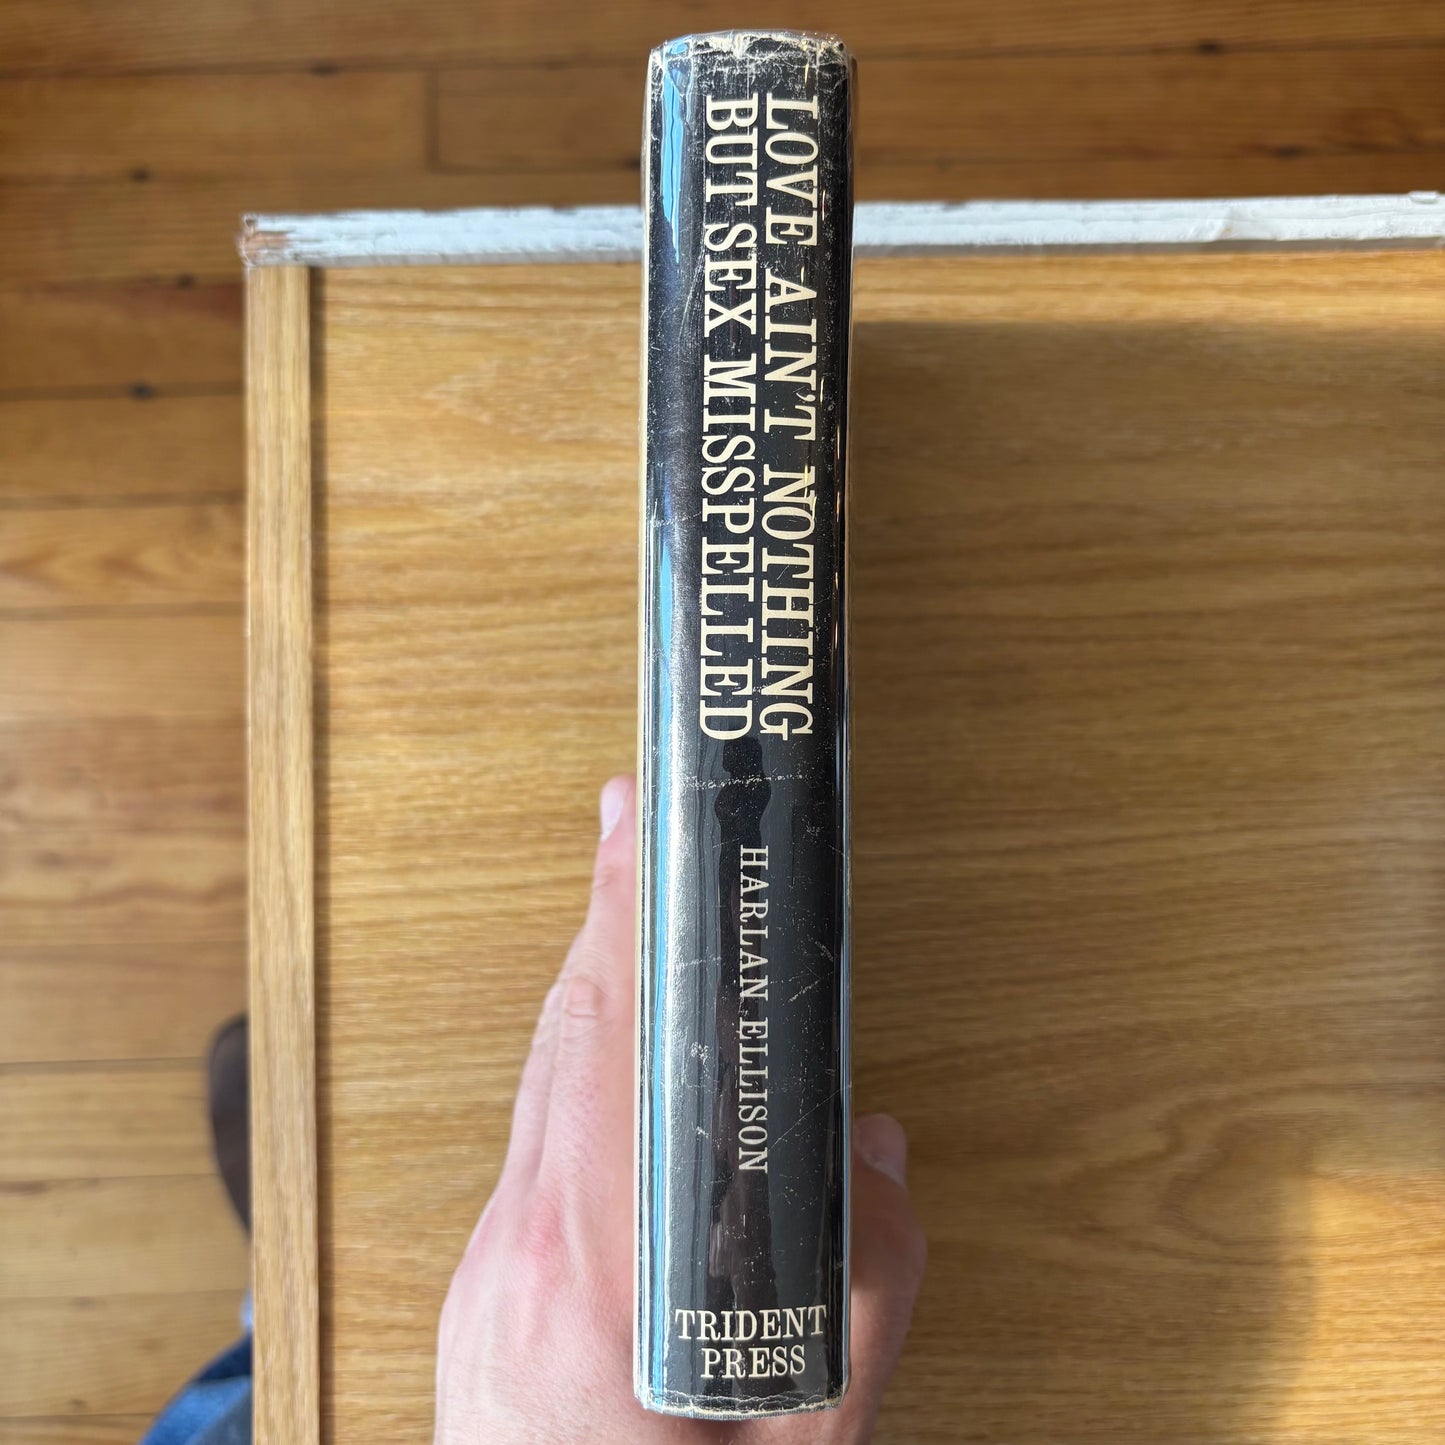 LOVE AIN'T NOTHING
BUT SEX MISSPELLED
HARLAN ELLISON
TRIDENT
PRESS